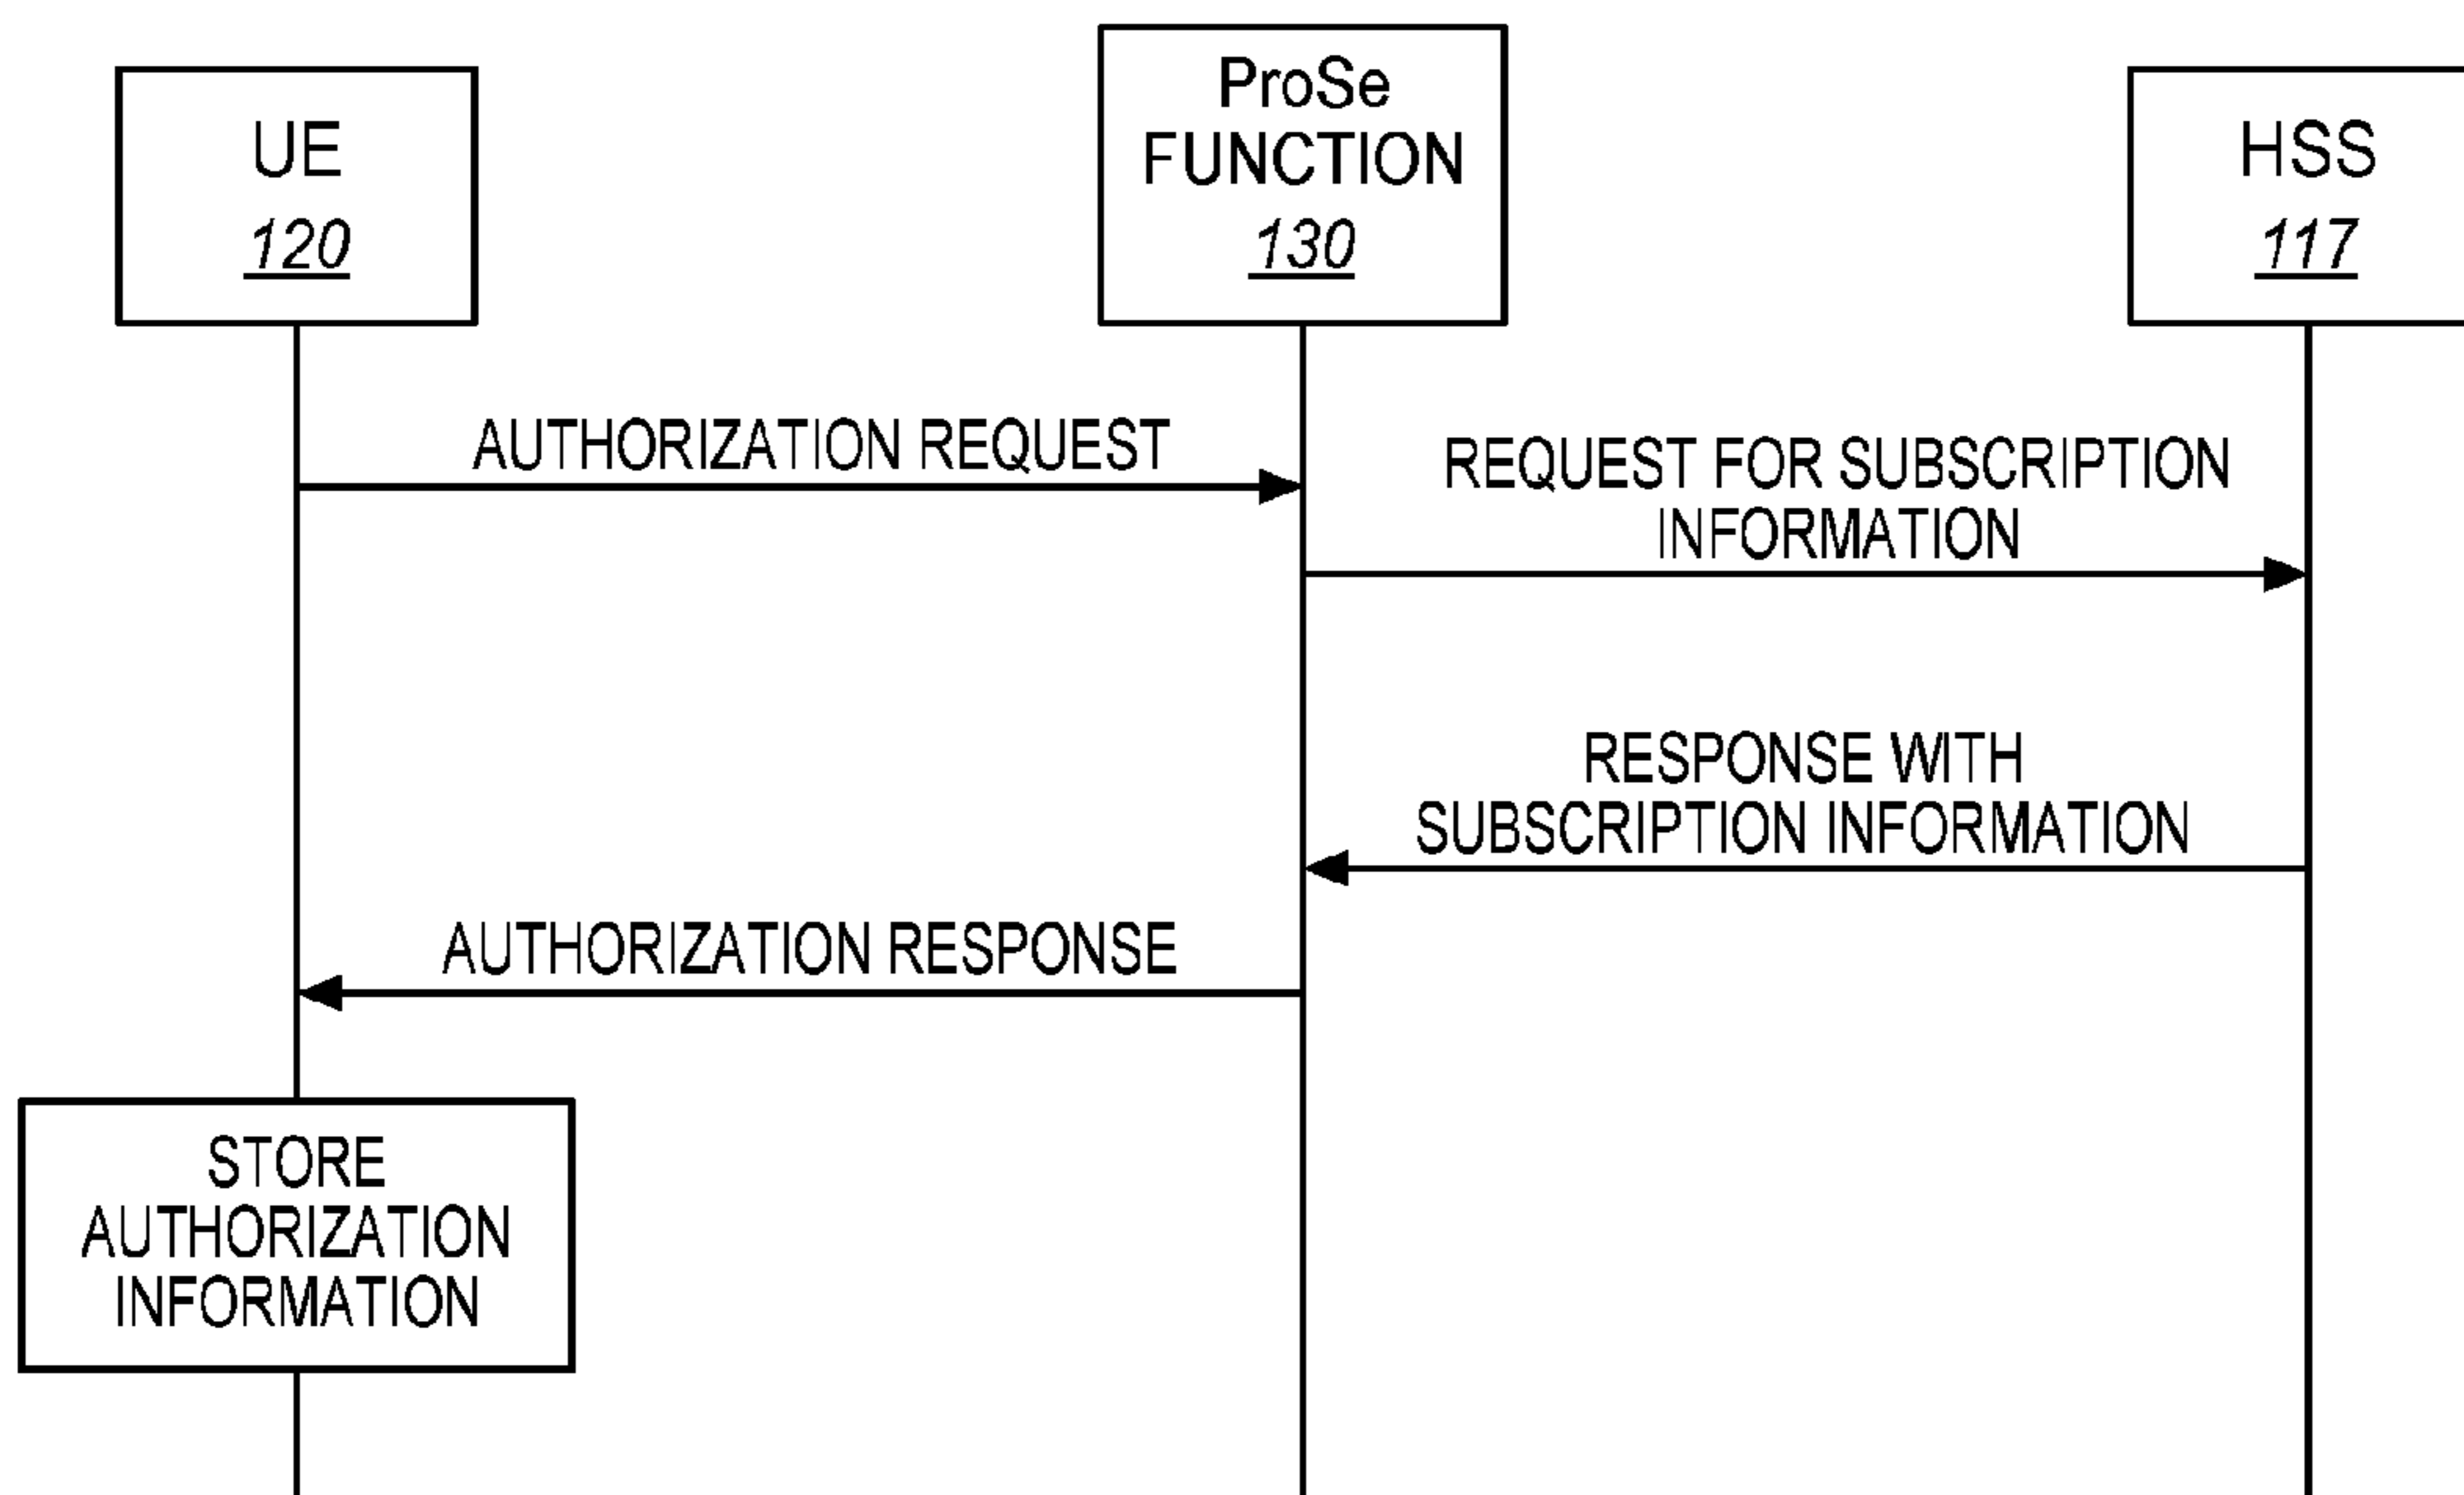 UE
120
ProSe
FUNCTION
130
HSS
117
AUTHORIZATION REQUEST
REQUEST FOR SUBSCRIPTION
INFORMATION
RESPONSE WITH
SUBSCRIPTION INFORMATION
AUTHORIZATION RESPONSE
STORE
AUTHORIZATION
INFORMATION